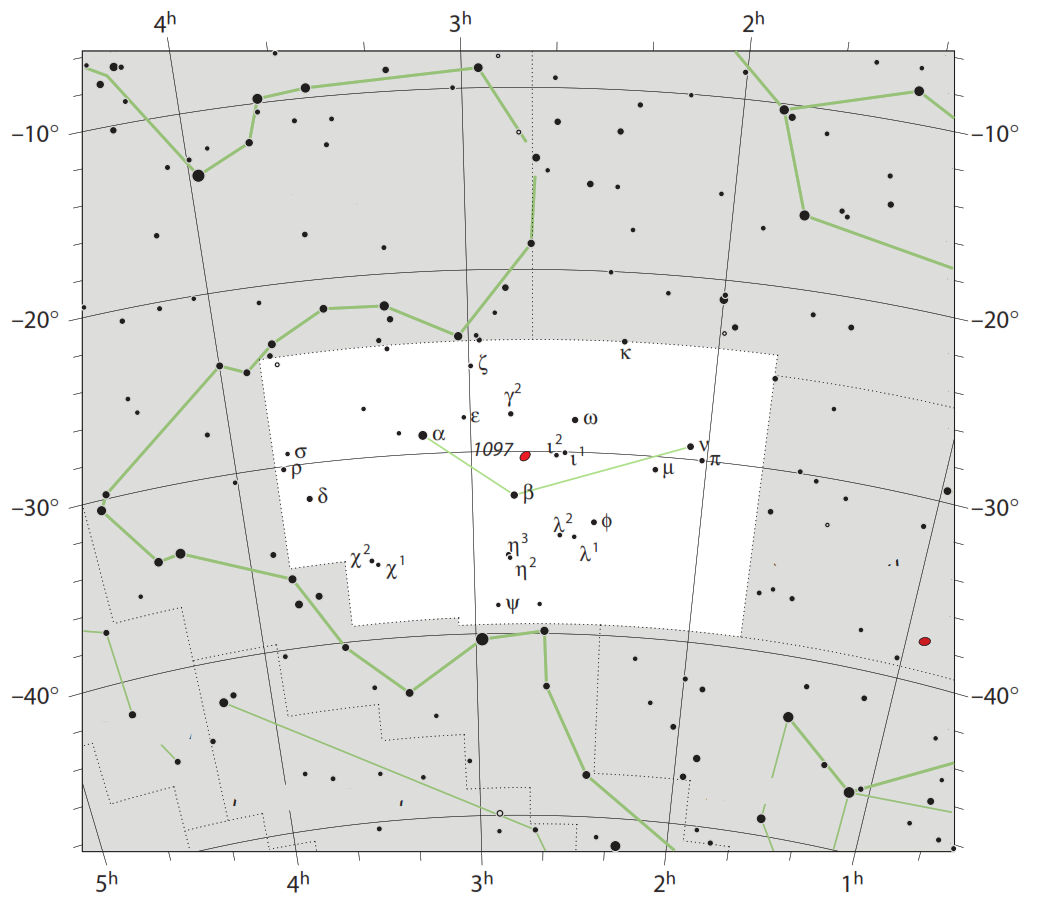 4ʰ 3ʰ 2ʰ
–10° –10°
–20° –20°
κ
ζ
γ²
ε ω
α
ν
1097 ι² ι¹ π
σ
ρ μ
β
δ
–30° –30°
λ² φ
λ¹
η³
χ² χ¹ η²
ψ
–40° –40°
5ʰ 4ʰ 3ʰ 2ʰ 1ʰ